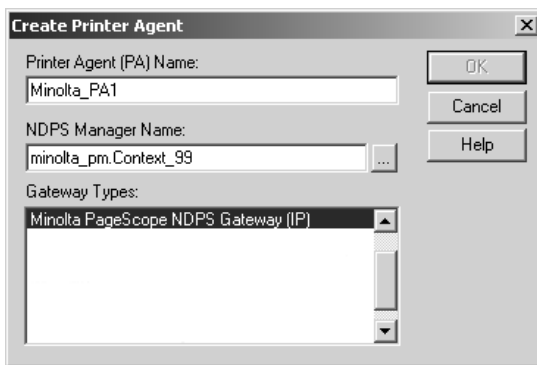 Create Printer Agent
Printer Agent (PA) Name:
OK
Minolta_PA1
Cancel
NDPS Manager Name:
Help
minolta_pm.Context_99
...
Gateway Types:
Minolta PageScope NDPS Gateway (IP)